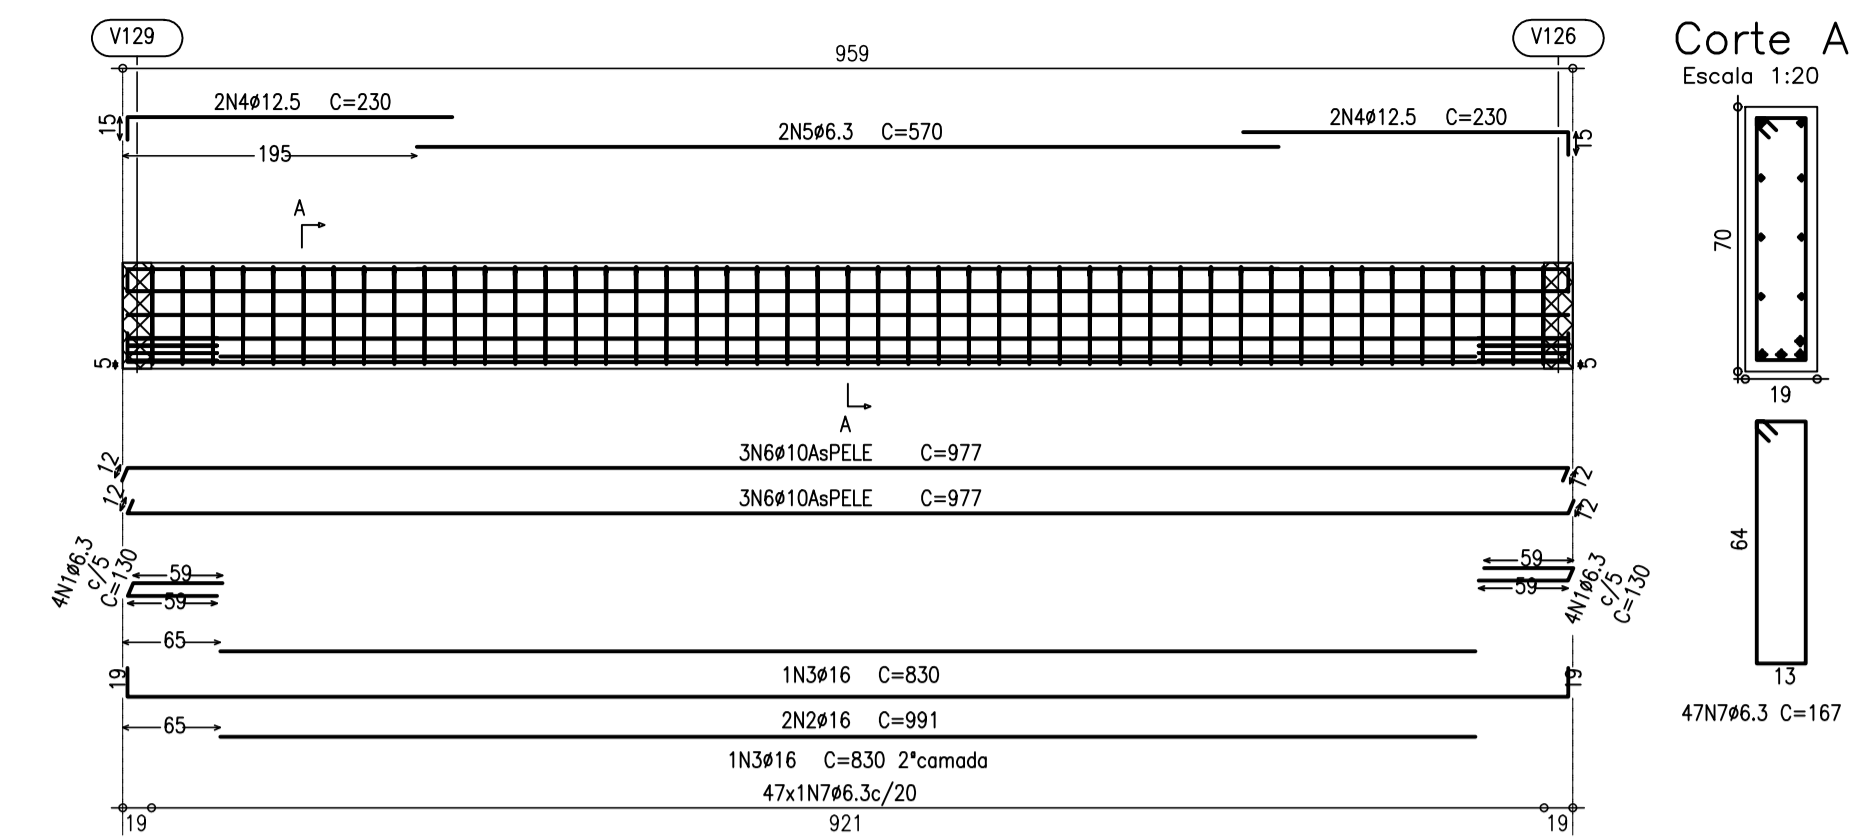 V129
V126
959
Corte A
Escala 1:20
2N4ø12.5 C=230
2N5ø6.3 C=570
2N4ø12.5 C=230
15
15
195
A
70
5
5
19
A
3N6ø10AsPELE C=977
12
12
3N6ø10AsPELE C=977
12
12
64
4N1ø6.3
c/5
C=130
59
59
59
59
4N1ø6.3
c/5
C=130
65
1N3ø16 C=830
19
19
13
65
2N2ø16 C=991
47N7ø6.3 C=167
1N3ø16 C=830 2ªcamada
47x1N7ø6.3c/20
19
921
19